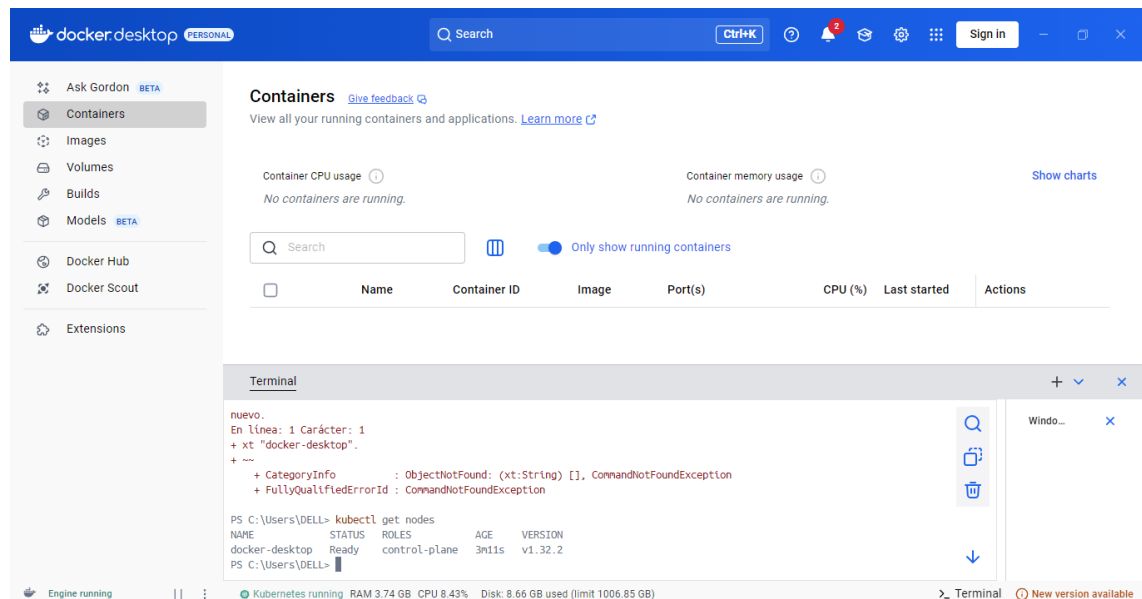 docker.desktop PERSONAL
Search
Ctrl+K
2
Sign in
Ask Gordon BETA
Containers
Images
Volumes
Builds
Models BETA
Docker Hub
Docker Scout
Extensions
Containers Give feedback
View all your running containers and applications. Learn more
Container CPU usage
No containers are running.
Container memory usage
No containers are running.
Show charts
Search
Only show running containers
Name Container ID Image Port(s) CPU (%) Last started Actions
Terminal
nuevo.
En línea: 1 Carácter: 1
+ xt "docker-desktop".
+ ~~
+ CategoryInfo : ObjectNotFound: (xt:String) [], CommandNotFoundException
+ FullyQualifiedErrorId : CommandNotFoundException
PS C:\Users\DELL> kubectl get nodes
NAME STATUS ROLES AGE VERSION
docker-desktop Ready control-plane 3m11s v1.32.2
PS C:\Users\DELL>
Windo...
Engine running
Kubernetes running RAM 3.74 GB CPU 8.43% Disk: 8.66 GB used (limit 1006.85 GB)
>_ Terminal
New version available